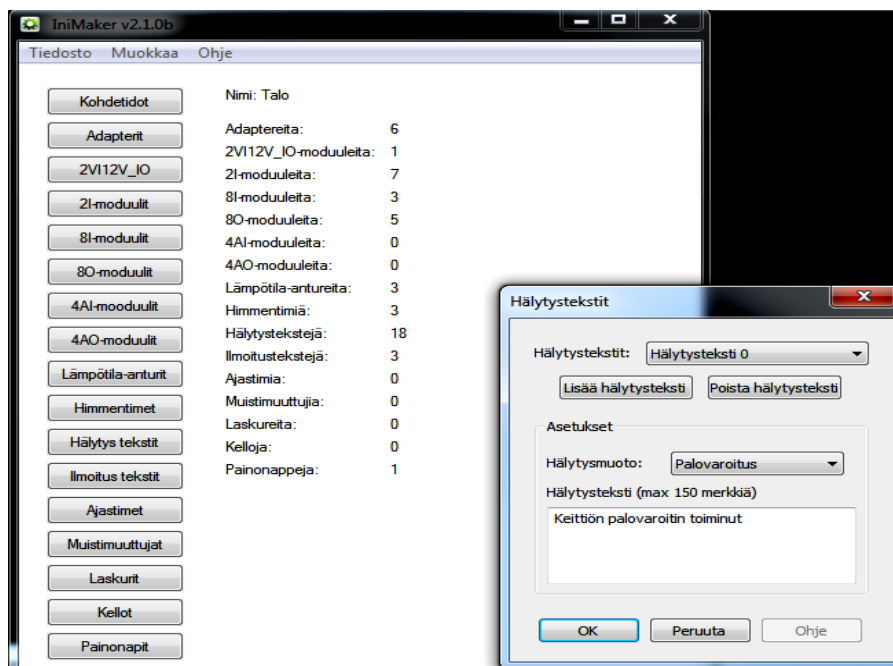 IniMaker v2.1.0b
Tiedosto Muokkaa Ohje
Kohdetidot
Adapterit
2VI12V_IO
2I-moduulit
8I-moduulit
8O-moduulit
4AI-mooduulit
4AO-moduulit
Lämpötila-anturit
Himmentimet
Hälytys tekstit
Ilmoitus tekstit
Ajastimet
Muistimuuttujat
Laskurit
Kellot
Painonapit
Nimi: Talo
Adaptereita: 6
2VI12V_IO-moduuleita: 1
2I-moduuleita: 7
8I-moduuleita: 3
8O-moduuleita: 5
4AI-moduuleita: 0
4AO-moduuleita: 0
Lämpötila-antureita: 3
Himmentimiä: 3
Hälytystekstejä: 18
Ilmoitustekstejä: 3
Ajastimia: 0
Muistimuuttujia: 0
Laskureita: 0
Kelloja: 0
Painonappeja: 1
Hälytystekstit
Hälytystekstit: Hälytysteksti 0
Lisää hälytysteksti Poista hälytysteksti
Asetukset
Hälytysmuoto: Palovaroitus
Hälytysteksti (max 150 merkkiä)
Keittiön palovaroitin toiminut
OK Peruuta Ohje